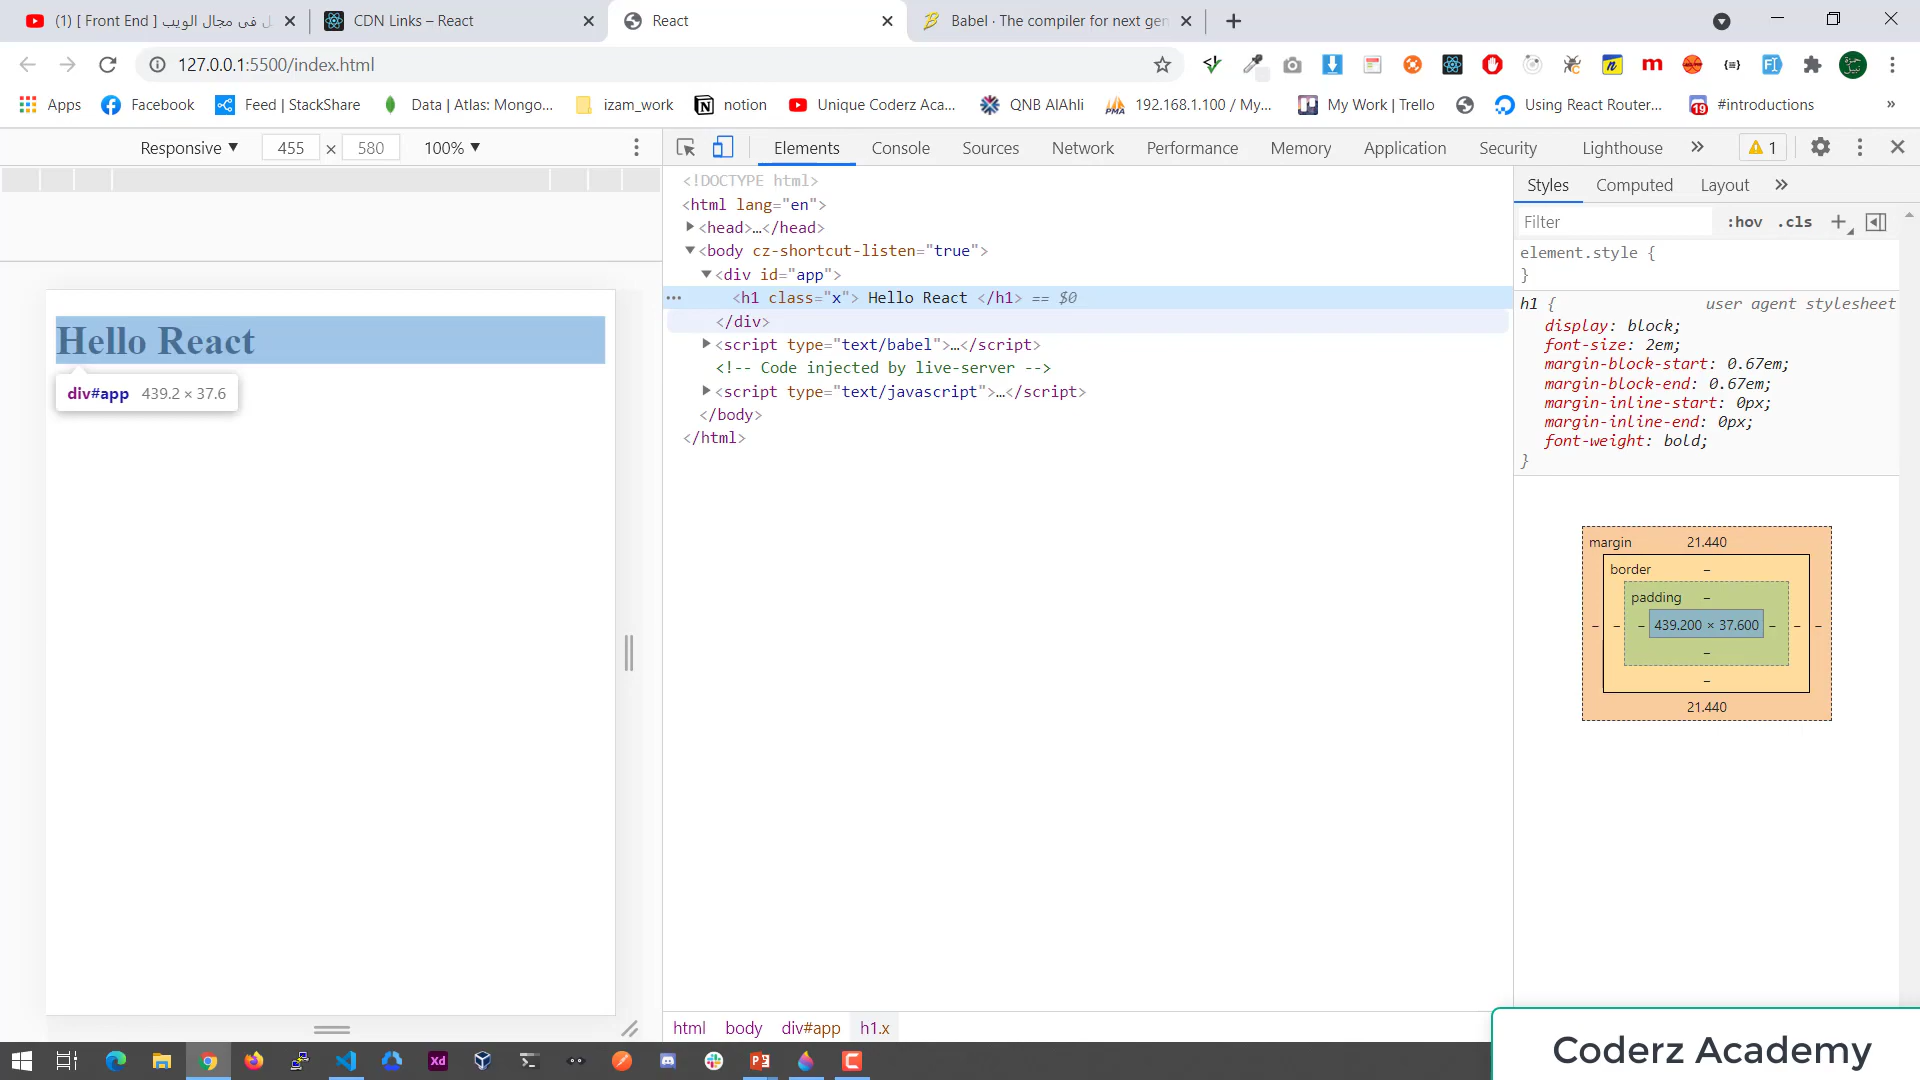 (1) [ Front End ] ل فى مجال الويب
CDN Links – React
React
Babel · The compiler for next gen
127.0.0.1:5500/index.html
Apps
Facebook
Feed | StackShare
Data | Atlas: Mongo...
izam_work
notion
Unique Coderz Aca...
QNB AlAhli
192.168.1.100 / My...
My Work | Trello
Using React Router...
#introductions
»
Responsive ▼ 455 × 580 100% ▼
Elements Console Sources Network Performance Memory Application Security Lighthouse » 1
Styles Computed Layout »
Filter :hov .cls +
<!DOCTYPE html>
<html lang="en">
<head>…</head>
<body cz-shortcut-listen="true">
<div id="app">
<h1 class="x"> Hello React </h1> == $0
</div>
<script type="text/babel">…</script>
<!-- Code injected by live-server -->
<script type="text/javascript">…</script>
</body>
</html>
Hello React
div#app 439.2 × 37.6
element.style {
}
h1 { user agent stylesheet
display: block;
font-size: 2em;
margin-block-start: 0.67em;
margin-block-end: 0.67em;
margin-inline-start: 0px;
margin-inline-end: 0px;
font-weight: bold;
}
margin 21.440
border –
padding –
– – – 439.200 × 37.600 – – –
–
–
21.440
html body div#app h1.x
Coderz Academy